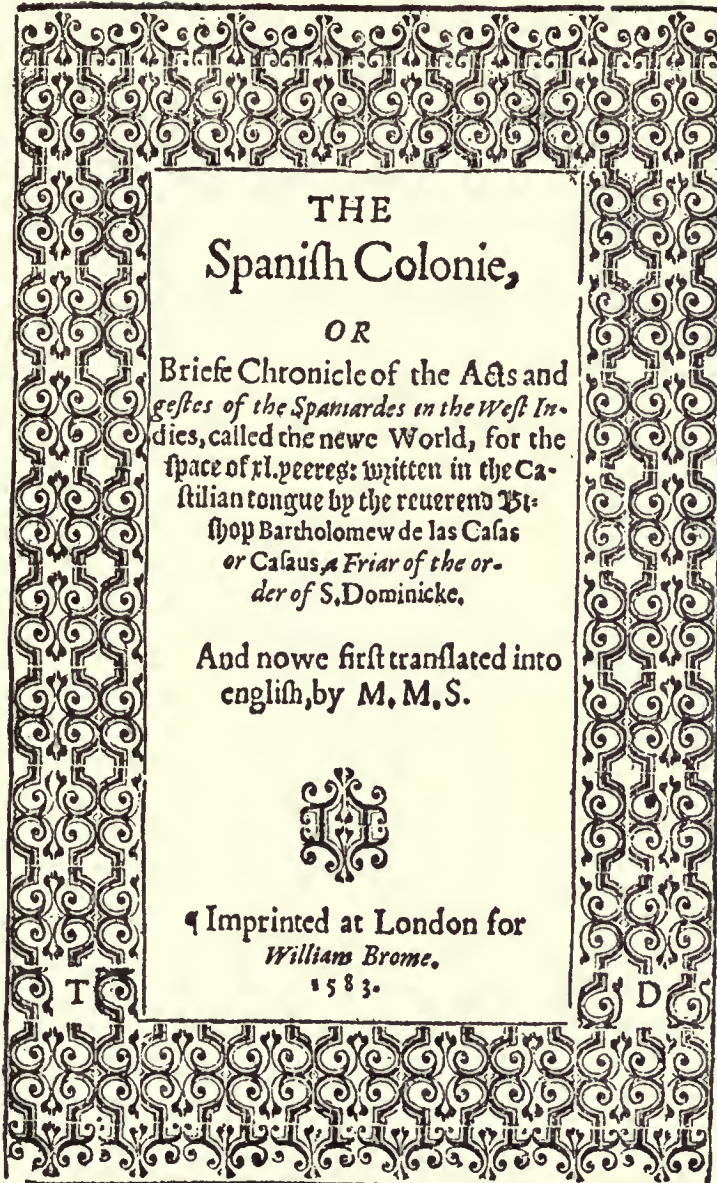 THE
Spaniſh Colonie,
OR
Briefe Chronicle of the Acts and
geſtes of the Spaniardes in the Weſt In-
dies, called the newe World, for the
ſpace of xl. yeeres: written in the Ca-
ſtilian tongue by the reuerend Bi-
ſhop Bartholomew de las Caſas
or Caſaus, a Friar of the or-
der of S. Dominicke.
And nowe firſt tranſlated into
engliſh, by M. M. S.
¶ Imprinted at London for
William Brome.
1583.
T D